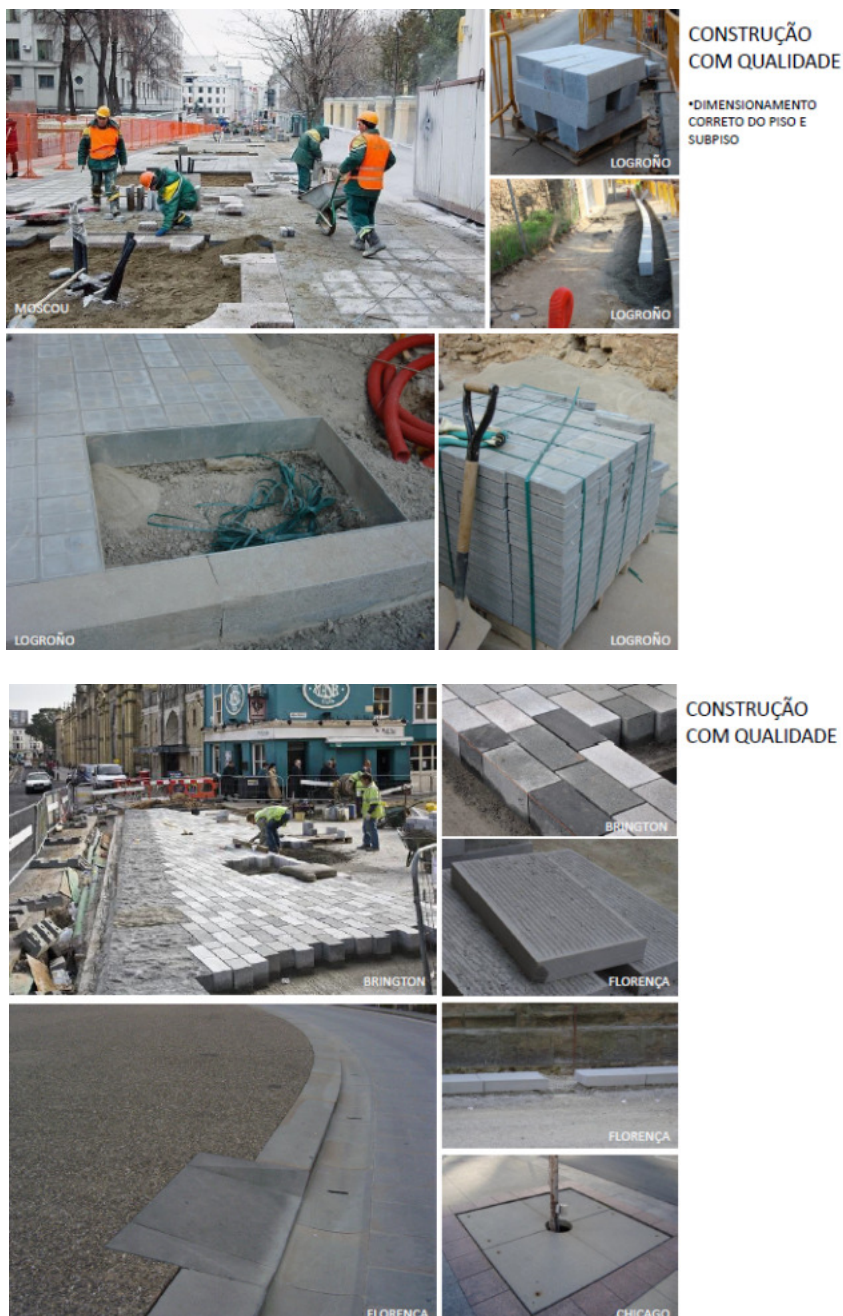 CONSTRUÇÃO
COM QUALIDADE
•DIMENSIONAMENTO
CORRETO DO PISO E
SUBPISO
MOSCOU
LOGROÑO
LOGROÑO
LOGROÑO
LOGROÑO
CONSTRUÇÃO
COM QUALIDADE
BRINGTON
BRINGTON
FLORENÇA
FLORENÇA
FLORENÇA
CHICAGO